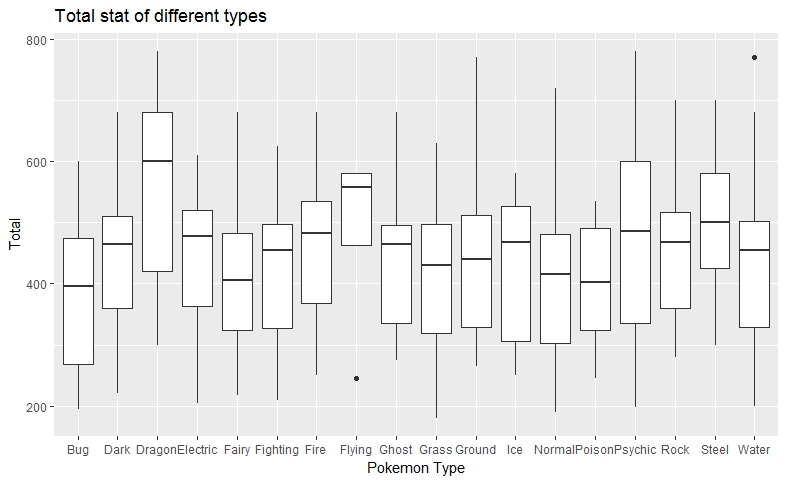 Total stat of different types
800
600
400
200
Total
Bug Dark Dragon Electric Fairy Fighting Fire Flying Ghost Grass Ground Ice Normal Poison Psychic Rock Steel Water
Pokemon Type